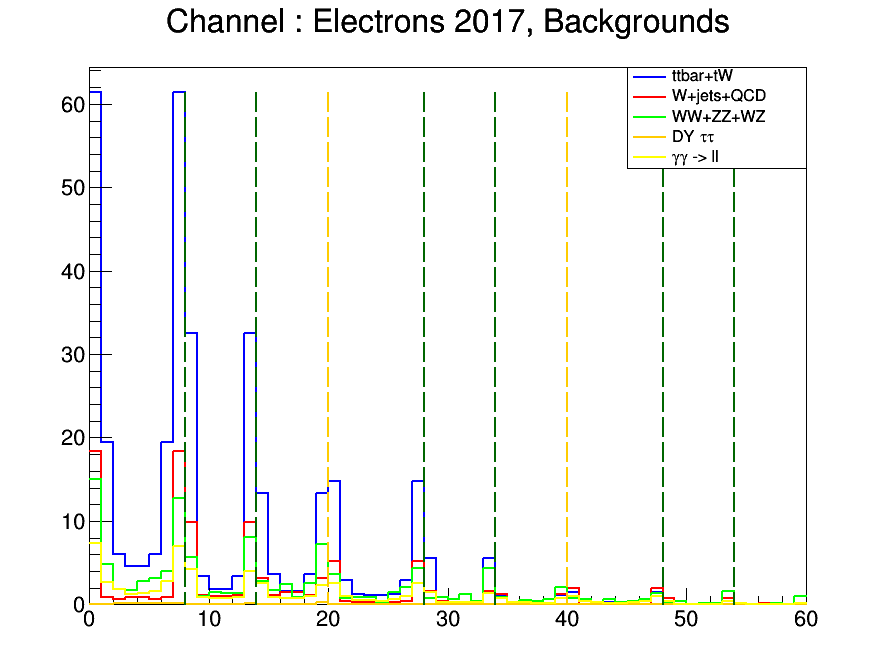 Channel : Electrons 2017, Backgrounds
ttbar+tW
W+jets+QCD
WW+ZZ+WZ
DY ττ
γγ -> ll
60
50
40
30
20
10
0
0 10 20 30 40 50 60